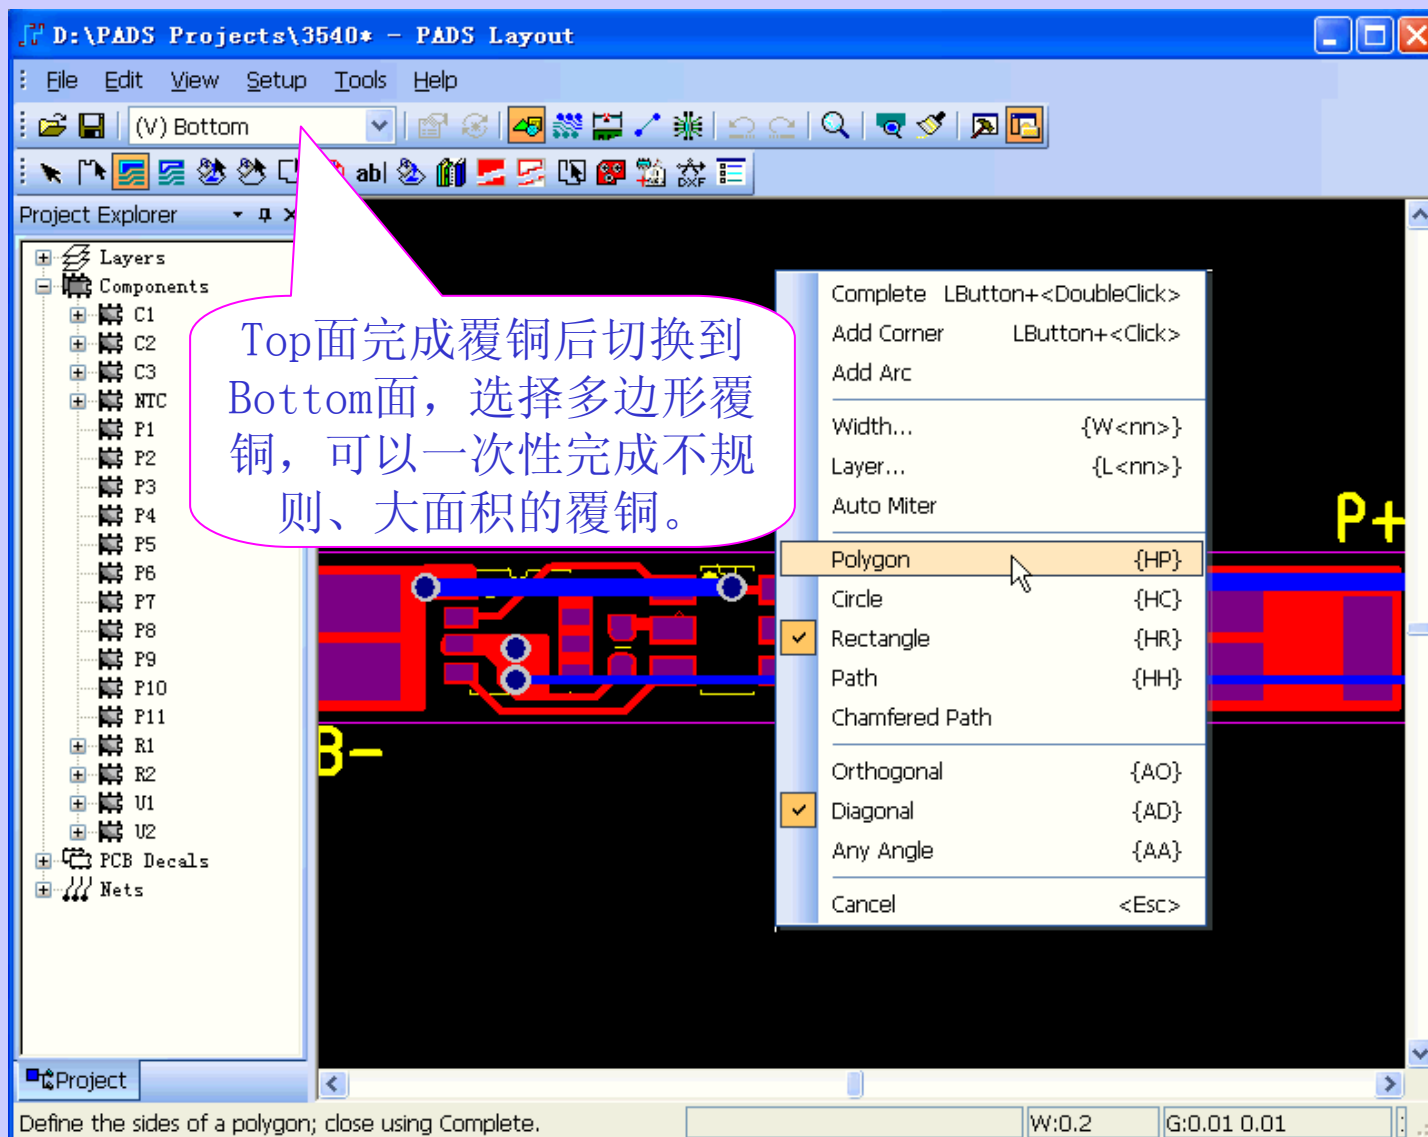 D:\PADS Projects\3540* - PADS Layout
File Edit View Setup Tools Help
(V) Bottom
ab|
DXF
Project Explorer
Layers
Components
C1
C2
C3
NTC
P1
P2
P3
P4
P5
P6
P7
P8
P9
P10
P11
R1
R2
U1
U2
PCB Decals
Nets
Project
Top面完成覆铜后切换到
Bottom面，选择多边形覆
铜，可以一次性完成不规
则、大面积的覆铜。
Complete LButton+<DoubleClick>
Add Corner LButton+<Click>
Add Arc
Width... {W<nn>}
Layer... {L<nn>}
Auto Miter
Polygon {HP}
Circle {HC}
Rectangle {HR}
Path {HH}
Chamfered Path
Orthogonal {AO}
Diagonal {AD}
Any Angle {AA}
Cancel <Esc>
P+
B-
Define the sides of a polygon; close using Complete.
W:0.2
G:0.01 0.01